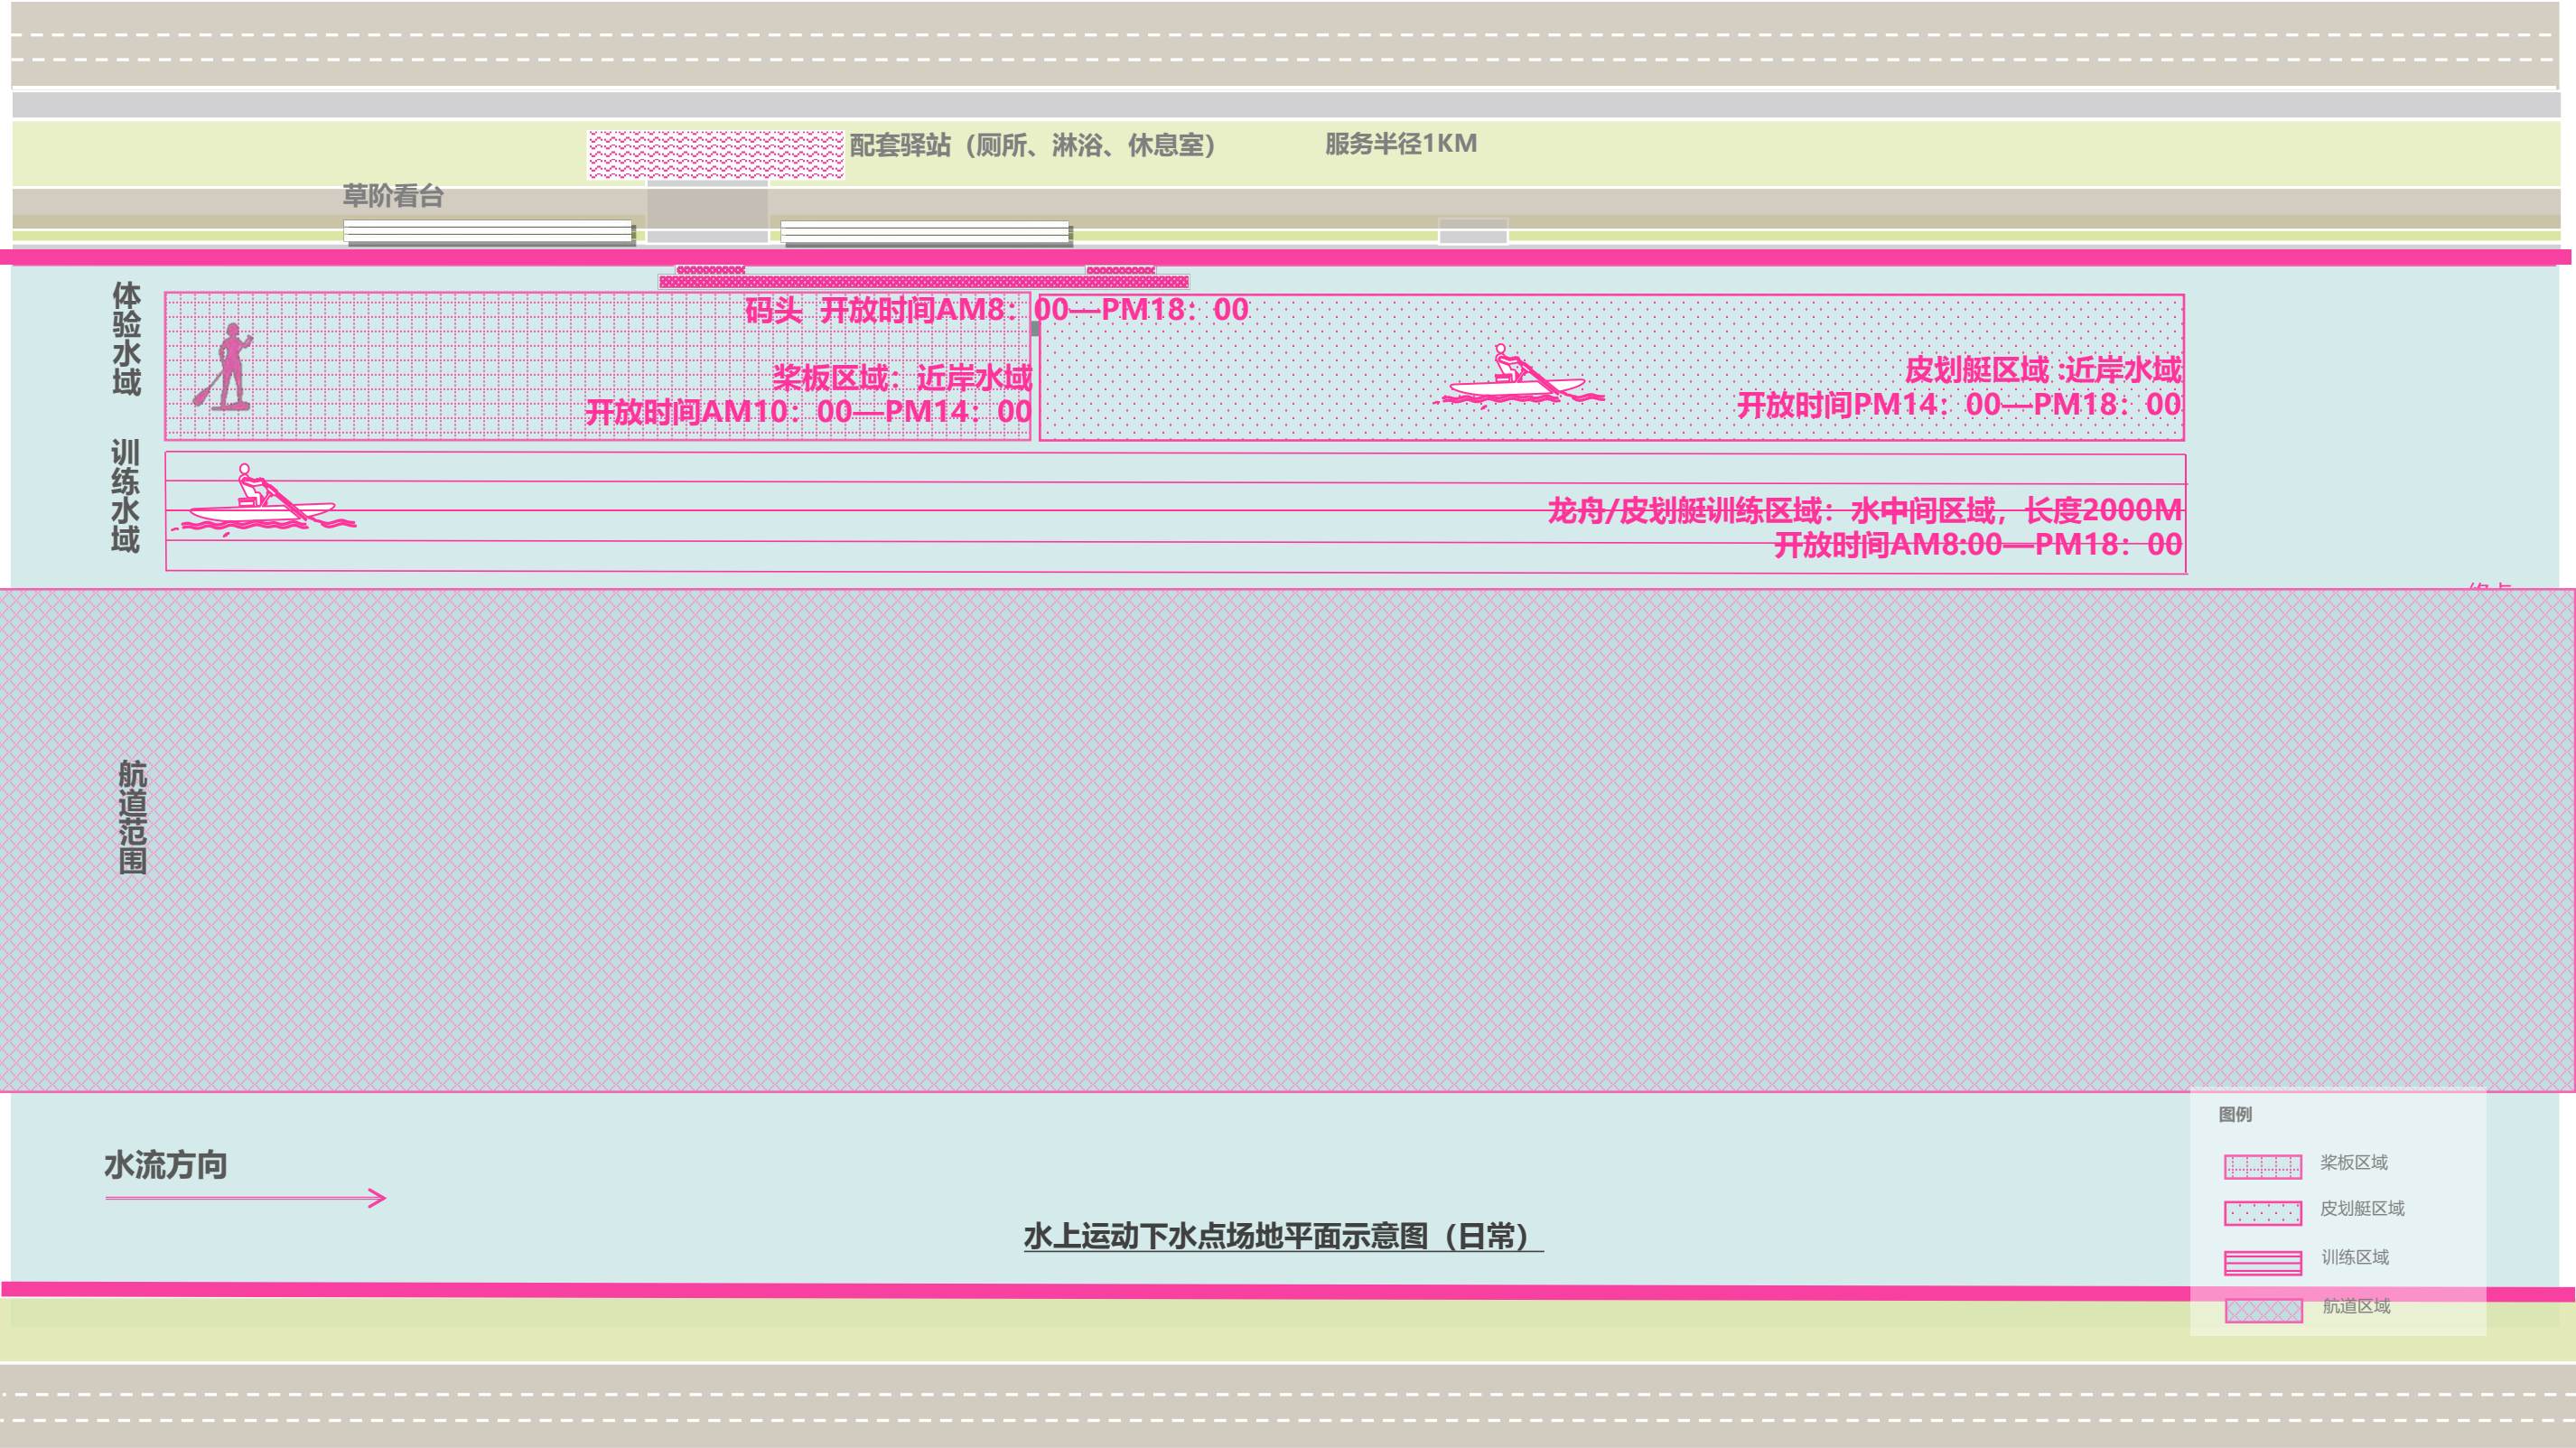 配套驿站（厕所、淋浴、休息室）
服务半径1KM
草阶看台
体验水域
码头 开放时间AM8：00—PM18：00
桨板区域：近岸水域
开放时间AM10：00—PM14：00
皮划艇区域 :近岸水域
开放时间PM14：00—PM18：00
训练水域
龙舟/皮划艇训练区域：水中间区域，长度2000M
开放时间AM8:00—PM18：00
航道范围
水流方向
水上运动下水点场地平面示意图（日常）
图例
桨板区域
皮划艇区域
训练区域
航道区域